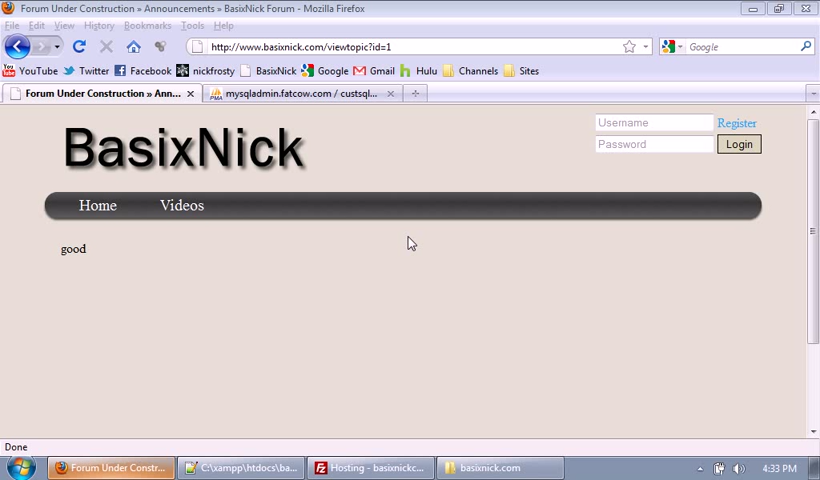 Forum Under Construction » Announcements » BasixNick Forum - Mozilla Firefox
File Edit View History Bookmarks Tools Help
http://www.basixnick.com/viewtopic?id=1
Google
YouTube Twitter Facebook nickfrosty BasixNick Google GMail Hulu Channels Sites
Forum Under Construction » Ann...
mysqladmin.fatcow.com / custsql...
BasixNick
Username
Register
Password
Login
Home Videos
good
Done
Forum Under Constr...
C:\xampp\htdocs\ba...
Hosting - basixnickc...
basixnick.com
4:33 PM